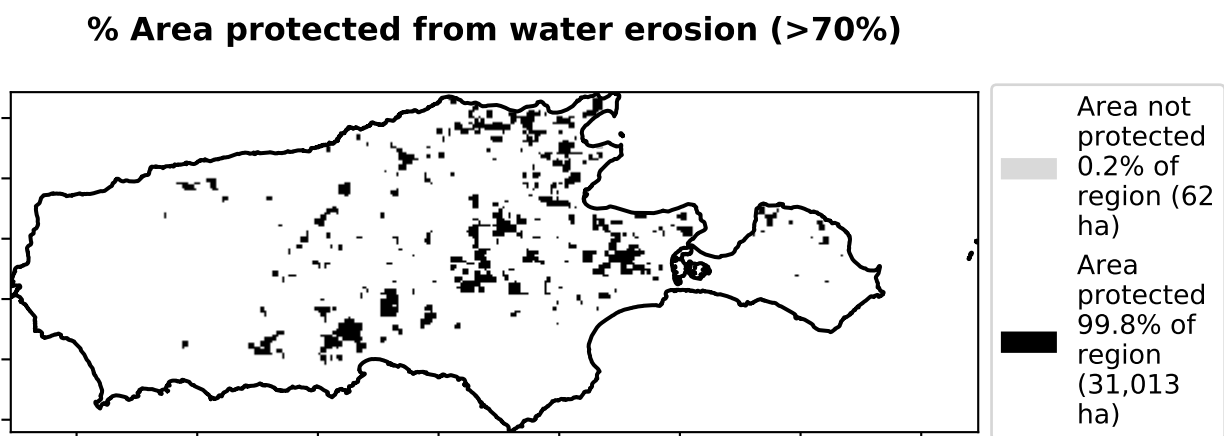 % Area protected from water erosion (>70%)
Area not
protected
0.2% of
region (62
ha)
Area
protected
99.8% of
region
(31,013
ha)